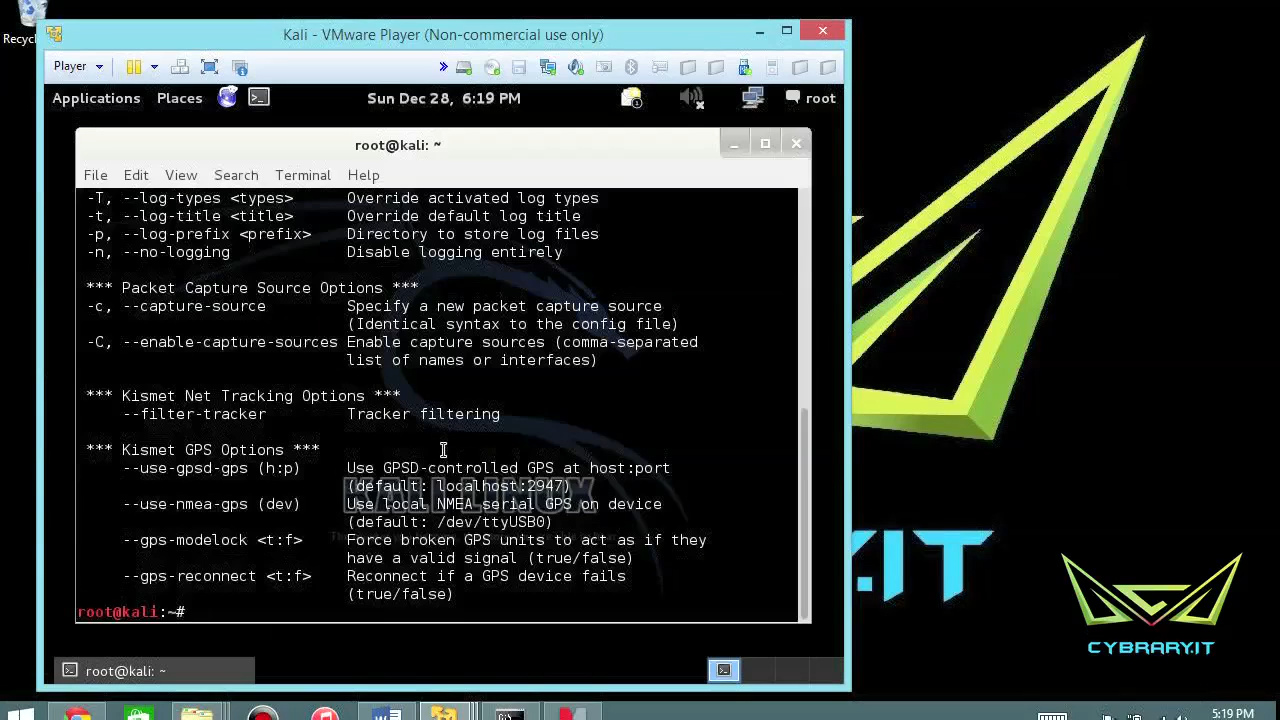 Recyc
Kali - VMware Player (Non-commercial use only)
Player
Applications Places Sun Dec 28, 6:19 PM root
root@kali: ~
File Edit View Search Terminal Help
-T, --log-types <types> Override activated log types
-t, --log-title <title> Override default log title
-p, --log-prefix <prefix> Directory to store log files
-n, --no-logging Disable logging entirely
*** Packet Capture Source Options ***
-c, --capture-source Specify a new packet capture source
(Identical syntax to the config file)
-C, --enable-capture-sources Enable capture sources (comma-separated
list of names or interfaces)
*** Kismet Net Tracking Options ***
--filter-tracker Tracker filtering
*** Kismet GPS Options ***
--use-gpsd-gps (h:p) Use GPSD-controlled GPS at host:port
(default: localhost:2947)
--use-nmea-gps (dev) Use local NMEA serial GPS on device
(default: /dev/ttyUSB0)
--gps-modelock <t:f> Force broken GPS units to act as if they
have a valid signal (true/false)
--gps-reconnect <t:f> Reconnect if a GPS device fails
(true/false)
root@kali:~#
KALI LINUX
root@kali: ~
.IT
CYBRARY.IT
5:19 PM